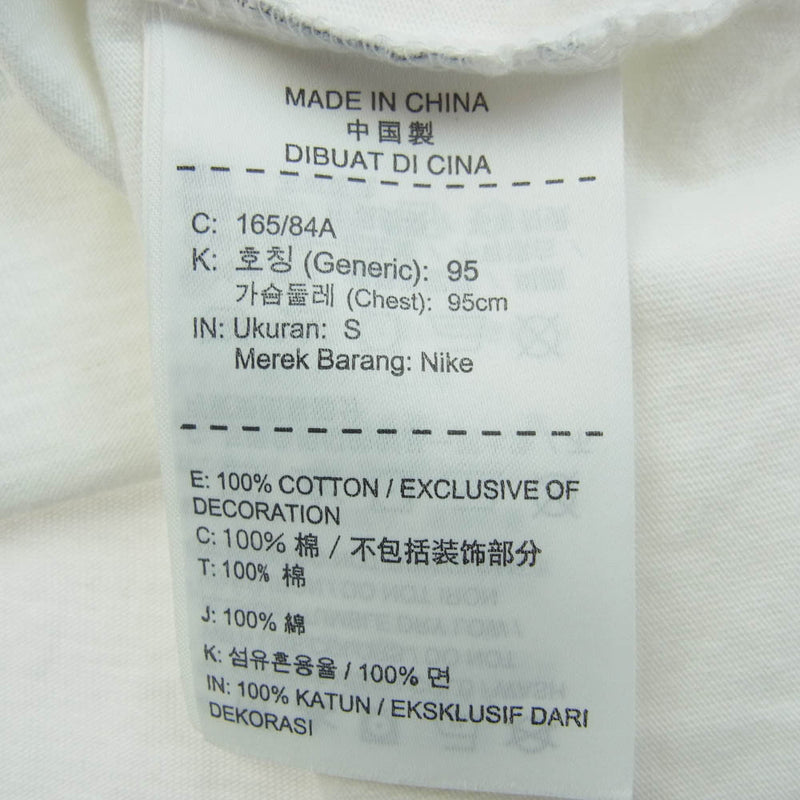 MADE IN CHINA
中国製
DIBUAT DI CINA
C: 165/84A
K: 호칭 (Generic): 95
가슴둘레 (Chest): 95cm
IN: Ukuran: S
Merek Barang: Nike
E: 100% COTTON / EXCLUSIVE OF
DECORATION
C: 100% 棉 / 不包括装饰部分
T: 100% 棉
J: 100% 綿
K: 섬유혼용율 / 100% 면
IN: 100% KATUN / EKSKLUSIF DARI
DEKORASI